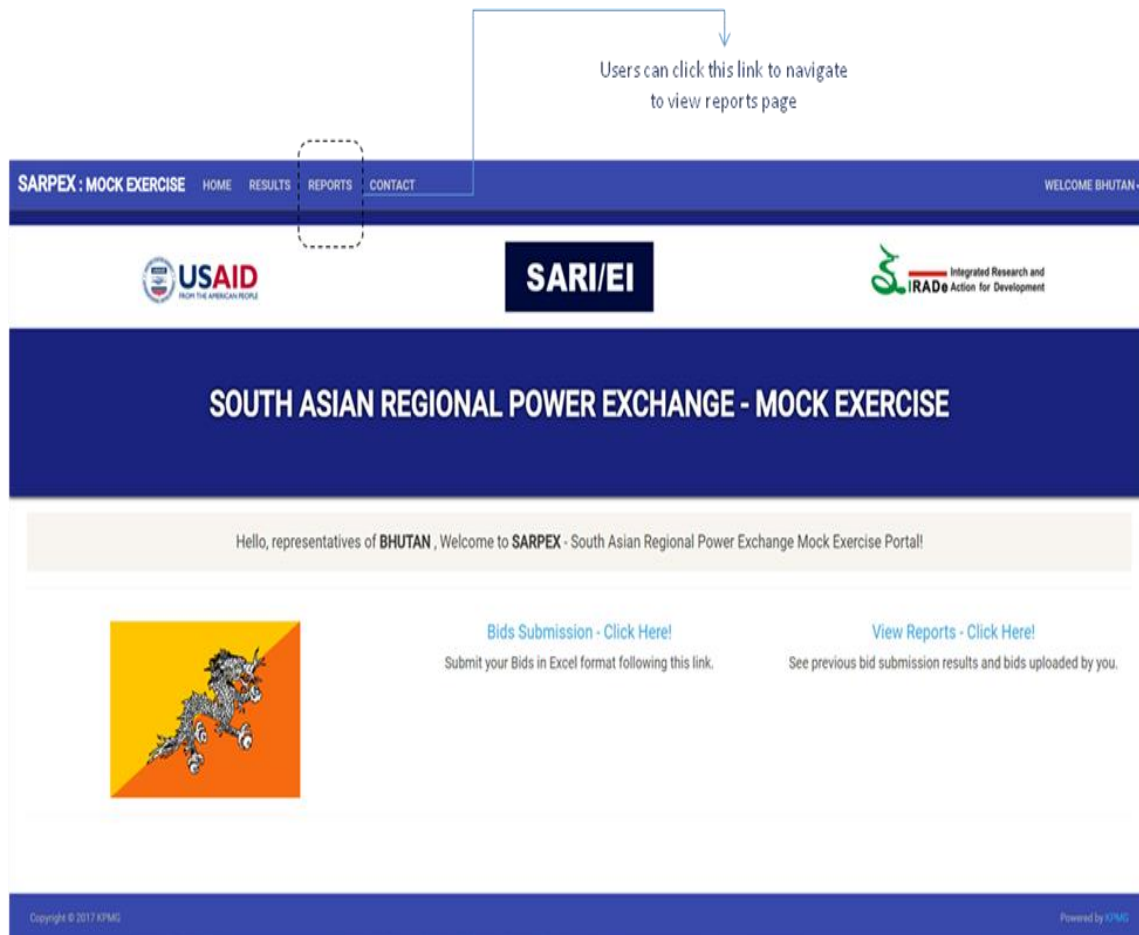 Users can click this link to navigate
to view reports page
SARPEX : MOCK EXERCISE HOME RESULTS REPORTS CONTACT WELCOME BHUTAN
USAID
FROM THE AMERICAN PEOPLE
SARI/EI
IRADe Integrated Research and
Action for Development
SOUTH ASIAN REGIONAL POWER EXCHANGE - MOCK EXERCISE
Hello, representatives of BHUTAN , Welcome to SARPEX - South Asian Regional Power Exchange Mock Exercise Portal!
Bids Submission - Click Here!
Submit your Bids in Excel format following this link.
View Reports - Click Here!
See previous bid submission results and bids uploaded by you.
Copyright © 2017 KPMG Powered by KPMG